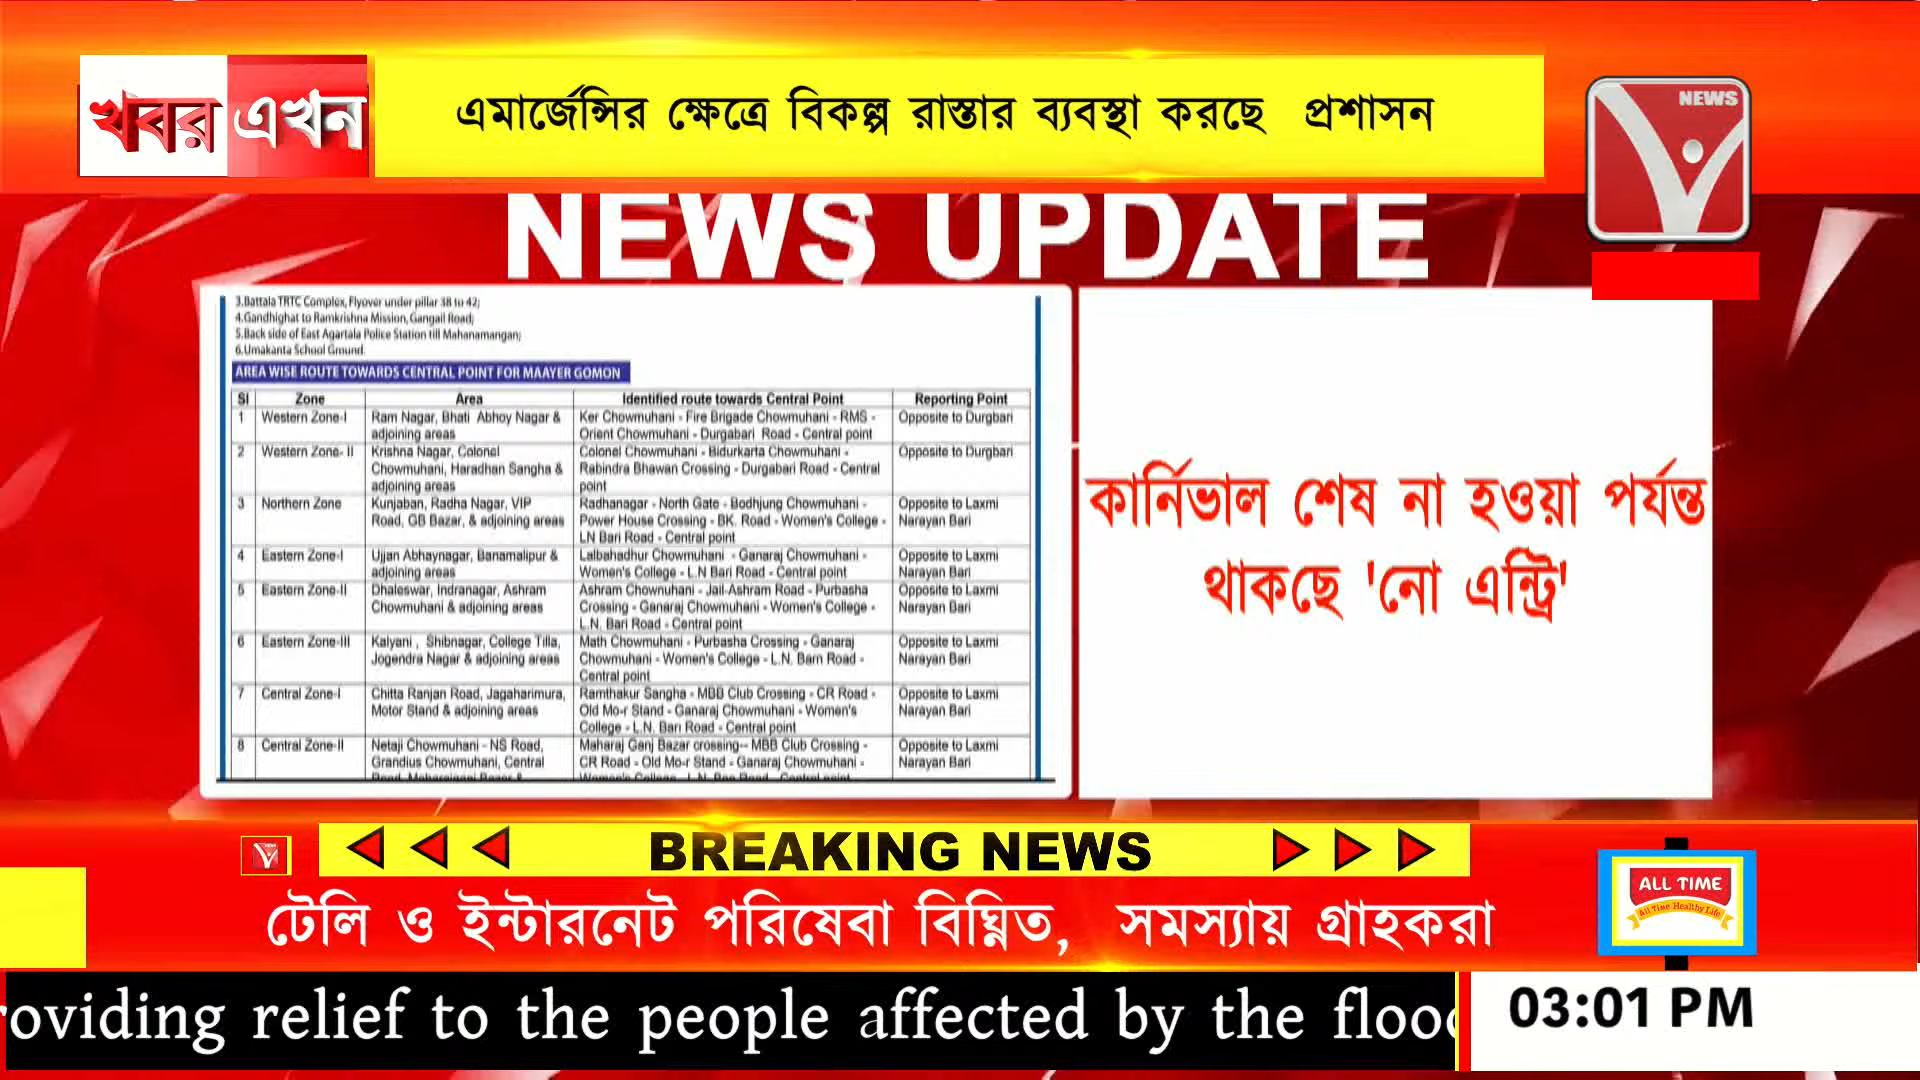 খবর এখন
এমার্জেন্সির ক্ষেত্রে বিকল্প রাস্তার ব্যবস্থা করছে প্রশাসন
NEWS
NEWS UPDATE
3.Battala TRTC Complex, Flyover under pillar 38 to 42;
4.Gandhighat to Ramkrishna Mission, Gangail Road;
5.Back side of East Agartala Police Station till Mahanamangan;
6.Umakanta School Ground.
AREA WISE ROUTE TOWARDS CENTRAL POINT FOR MAAYER GOMON
Sl Zone Area Identified route towards Central Point Reporting Point
1 Western Zone-I Ram Nagar, Bhati Abhoy Nagar & Ker Chowmuhani - Fire Brigade Chowmuhani - RMS - Opposite to Durgbari
adjoining areas Orient Chowmuhani - Durgabari Road - Central point
2 Western Zone- II Krishna Nagar, Colonel Colonel Chowmuhani - Bidurkarta Chowmuhani - Opposite to Durgbari
Chowmuhani, Haradhan Sangha & Rabindra Bhawan Crossing - Durgabari Road - Central
adjoining areas point
3 Northern Zone Kunjaban, Radha Nagar, VIP Radhanagar - North Gate - Bodhjung Chowmuhani - Opposite to Laxmi
Road, GB Bazar, & adjoining areas Power House Crossing - BK. Road - Women's College - Narayan Bari
LN Bari Road - Central point
4 Eastern Zone-I Ujjan Abhaynagar, Banamalipur & Lalbahadhur Chowmuhani - Ganaraj Chowmuhani - Opposite to Laxmi
adjoining areas Women's College - L.N Bari Road - Central point Narayan Bari
5 Eastern Zone-II Dhaleswar, Indranagar, Ashram Ashram Chownuhani - Jail-Ashram Road - Purbasha Opposite to Laxmi
Chowmuhani & adjoining areas Crossing - Ganaraj Chowmuhani - Women's College - Narayan Bari
L.N. Bari Road - Central point
6 Eastern Zone-III Kalyani , Shibnagar, College Tilla, Math Chowmuhani - Purbasha Crossing - Ganaraj Opposite to Laxmi
Jogendra Nagar & adjoining areas Chowmuhani - Women's College - L.N. Barn Road - Narayan Bari
Central point
7 Central Zone-I Chitta Ranjan Road, Jagaharimura, Ramthakur Sangha - MBB Club Crossing - CR Road - Opposite to Laxmi
Motor Stand & adjoining areas Old Mo-r Stand - Ganaraj Chowmuhani - Women's Narayan Bari
College - L.N. Bari Road - Central point
8 Central Zone-II Netaji Chowmuhani - NS Road, Maharaj Ganj Bazar crossing-- MBB Club Crossing - Opposite to Laxmi
Grandius Chowmuhani, Central CR Road - Old Mo-r Stand - Ganaraj Chowmuhani - Narayan Bari
কার্নিভাল শেষ না হওয়া পর্যন্ত
থাকছে 'নো এন্ট্রি'
BREAKING NEWS
টেলি ও ইন্টারনেট পরিষেবা বিঘ্নিত, সমস্যায় গ্রাহকরা
ALL TIME
All Time Healthy Life
oviding relief to the people affected by the flood
03:01 PM